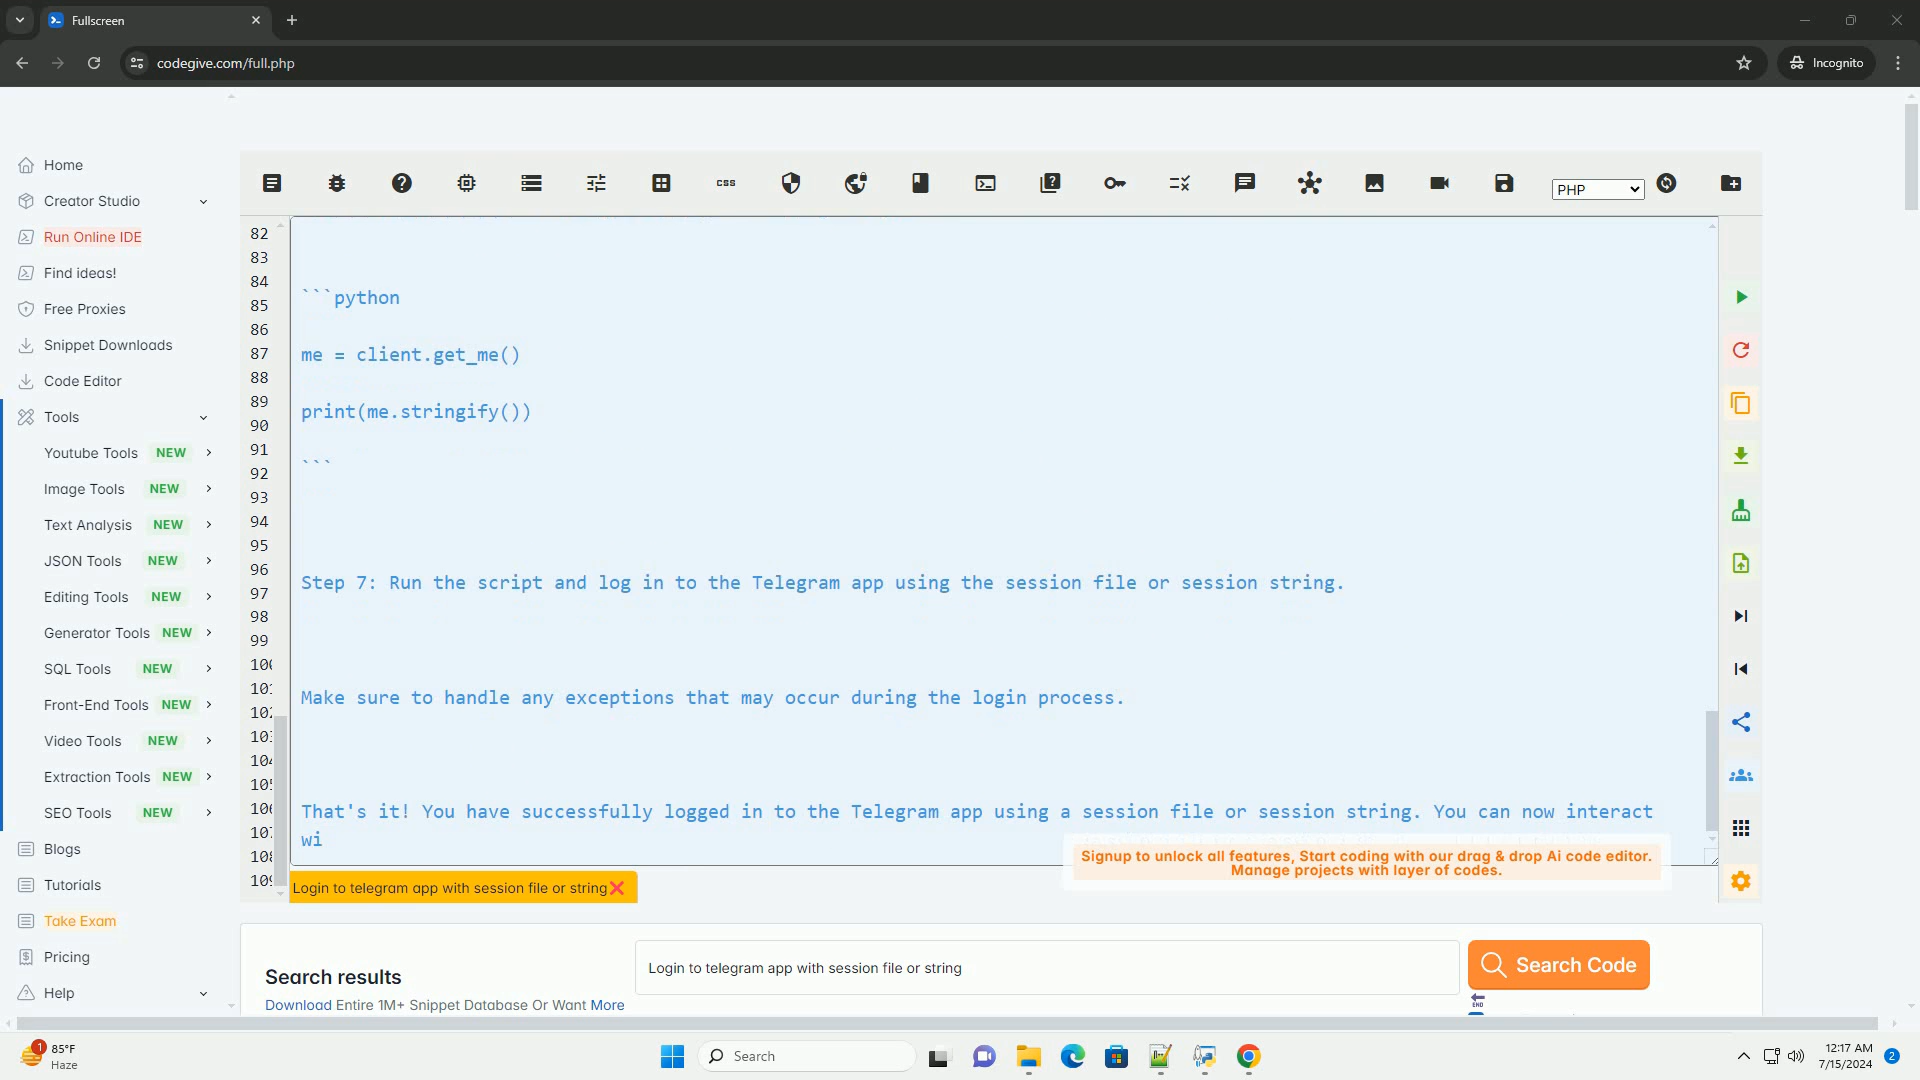 Fullscreen
codegive.com/full.php
Incognito
Home
Creator Studio
Run Online IDE
Find ideas!
Free Proxies
Snippet Downloads
Code Editor
Tools
Youtube Tools NEW
Image Tools NEW
Text Analysis NEW
JSON Tools NEW
Editing Tools NEW
Generator Tools NEW
SQL Tools NEW
Front-End Tools NEW
Video Tools NEW
Extraction Tools NEW
SEO Tools NEW
Blogs
Tutorials
Take Exam
Pricing
Help
css
PHP
82
83
84
85
86
87
88
89
90
91
92
93
94
95
96
97
98
99
```python
me = client.get_me()
print(me.stringify())
```
Step 7: Run the script and log in to the Telegram app using the session file or session string.
Make sure to handle any exceptions that may occur during the login process.
That's it! You have successfully logged in to the Telegram app using a session file or session string. You can now interact
wi
Signup to unlock all features, Start coding with our drag & drop Ai code editor.
Manage projects with layer of codes.
Login to telegram app with session file or string❌
Search results
Download Entire 1M+ Snippet Database Or Want More
Login to telegram app with session file or string
Search Code
END
1
85°F
Haze
Search
12:17 AM
7/15/2024
2